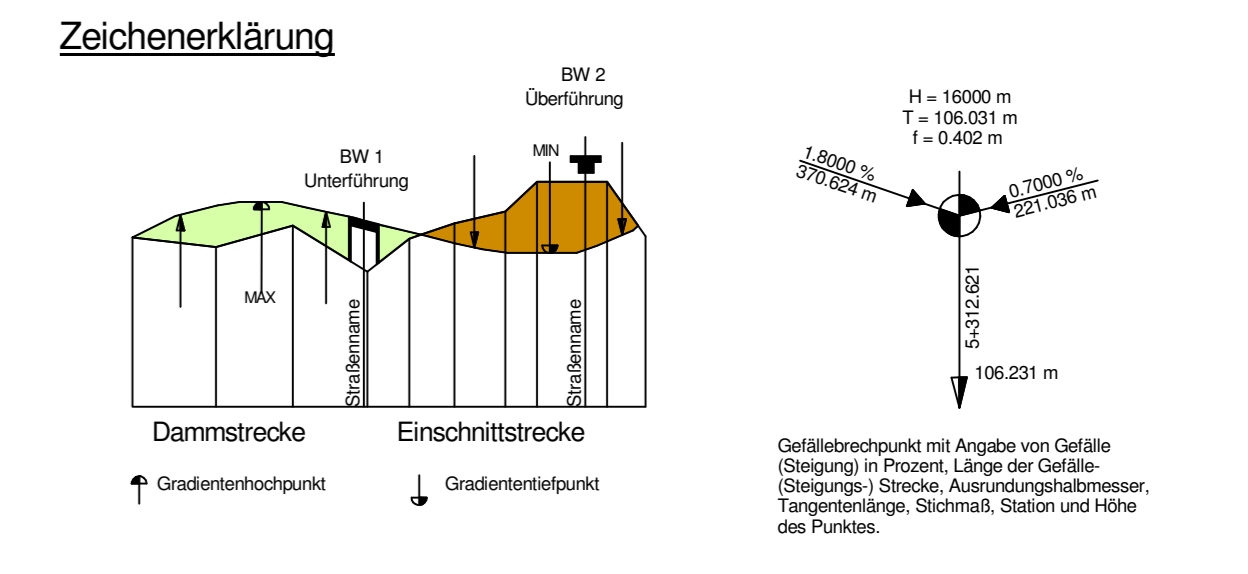 Zeichenerklärung
BW 2
Überführung
BW 1
Unterführung
MIN
MAX
Straßenname
Straßenname
Dammstrecke
Einschnittstrecke
Gradientenhochpunkt
Gradiententiefpunkt
H = 16000 m
T = 106.031 m
f = 0.402 m
1.8000 %
370.624 m
0.7000 %
221.036 m
5+312.621
106.231 m
Gefällebrechpunkt mit Angabe von Gefälle
(Steigung) in Prozent, Länge der Gefälle-
(Steigungs-) Strecke, Ausrundungshalbmesser,
Tangentenlänge, Stichmaß, Station und Höhe
des Punktes.